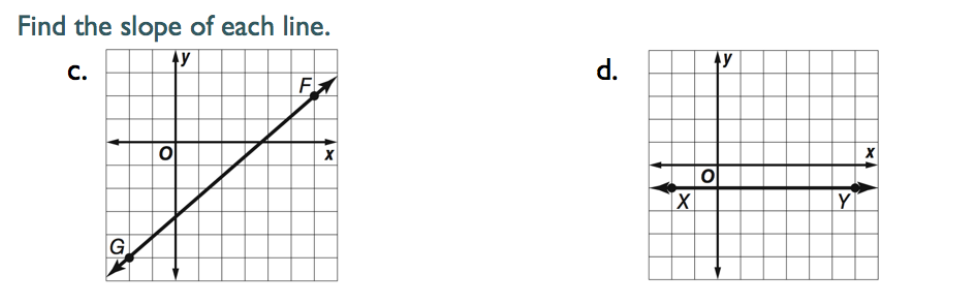 Find the slope of each line.
c.
y
F
O
x
G
d.
y
x
O
X
Y